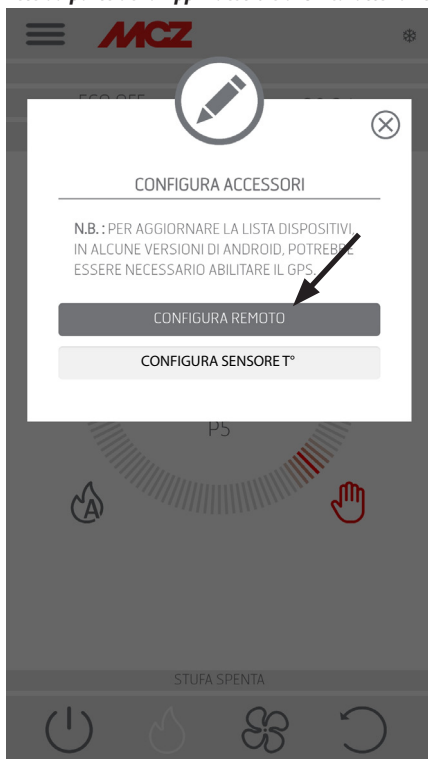 MCZ
CONFIGURA ACCESSORI
N.B. : PER AGGIORNARE LA LISTA DISPOSITIVI,
IN ALCUNE VERSIONI DI ANDROID, POTREBBE
ESSERE NECESSARIO ABILITARE IL GPS.
CONFIGURA REMOTO
CONFIGURA SENSORE T°
P5
A
STUFA SPENTA